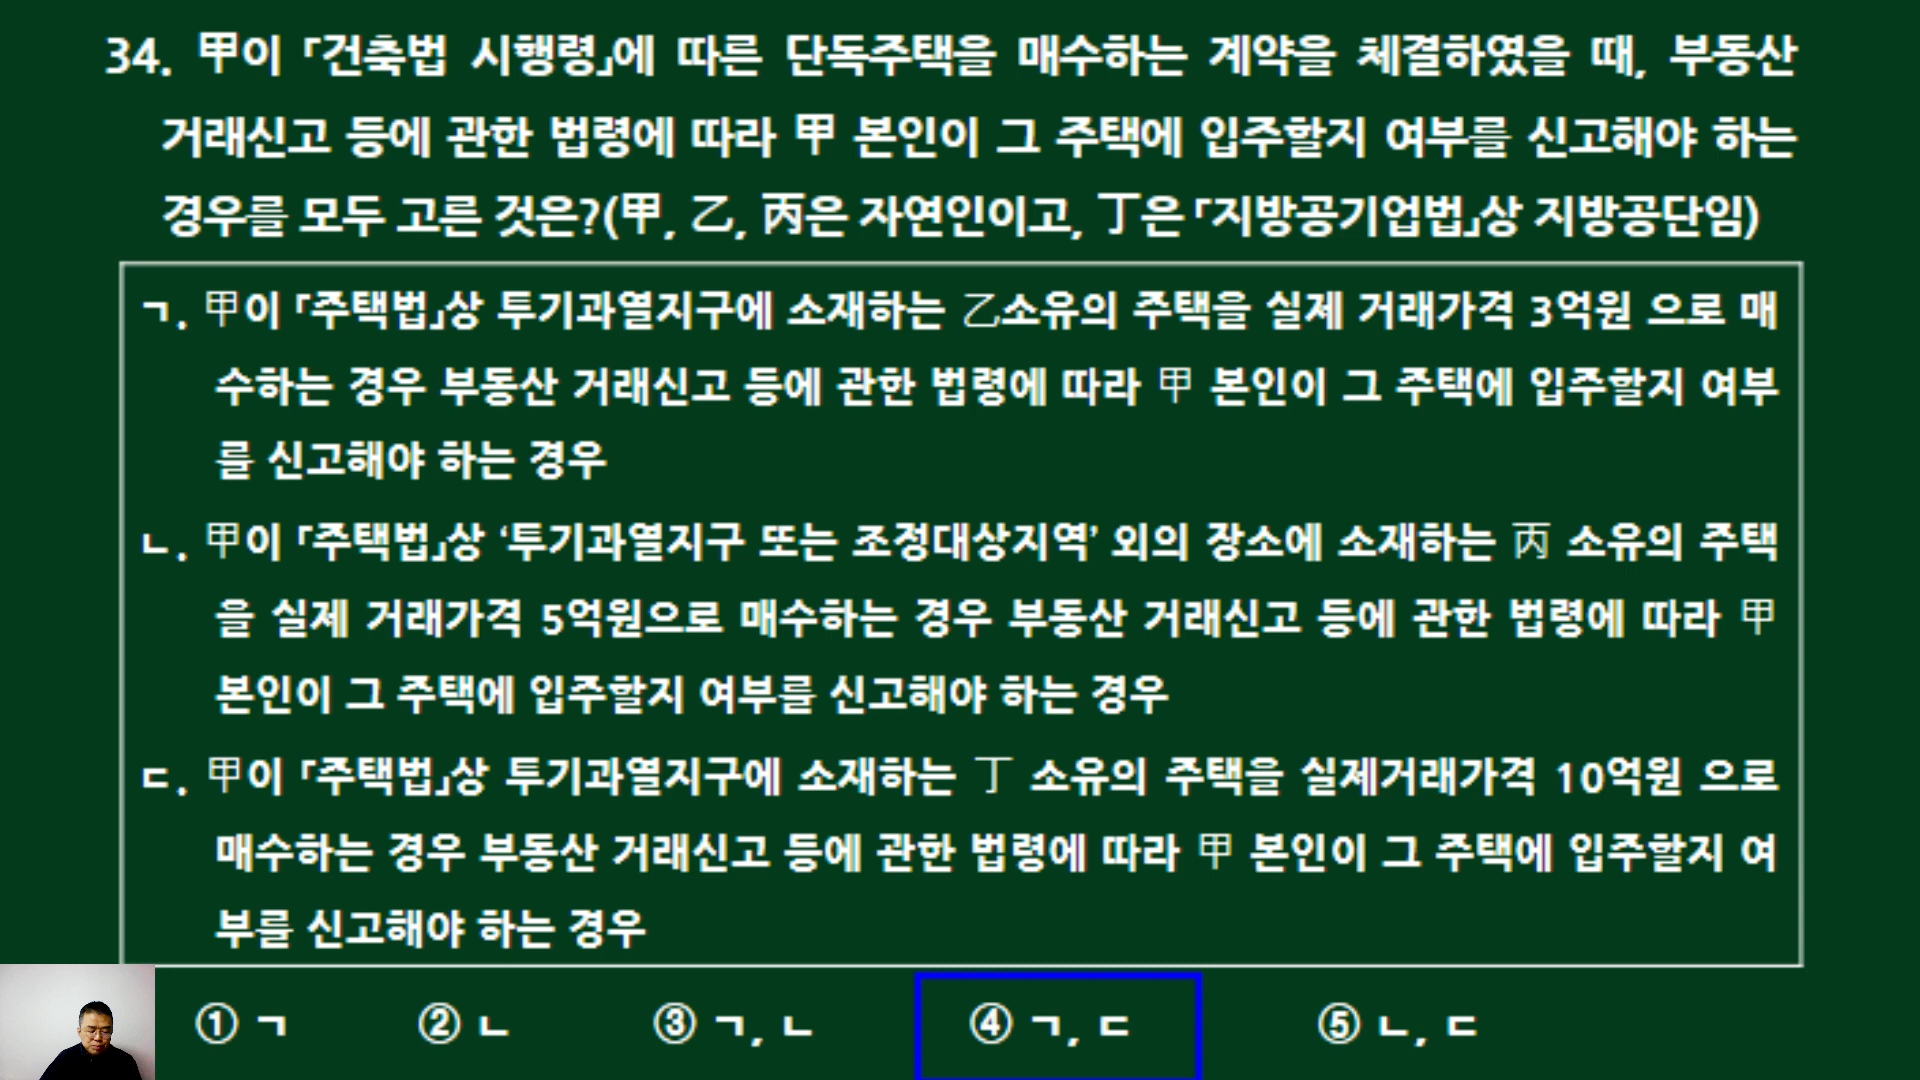 34. 甲이 「건축법 시행령」에 따른 단독주택을 매수하는 계약을 체결하였을 때, 부동산
거래신고 등에 관한 법령에 따라 甲 본인이 그 주택에 입주할지 여부를 신고해야 하는
경우를 모두 고른 것은?(甲, 乙, 丙은 자연인이고, 丁은 「지방공기업법」상 지방공단임)
ㄱ. 甲이 「주택법」상 투기과열지구에 소재하는 乙소유의 주택을 실제 거래가격 3억원 으로 매
수하는 경우 부동산 거래신고 등에 관한 법령에 따라 甲 본인이 그 주택에 입주할지 여부
를 신고해야 하는 경우
ㄴ. 甲이 「주택법」상 ‘투기과열지구 또는 조정대상지역’ 외의 장소에 소재하는 丙 소유의 주택
을 실제 거래가격 5억원으로 매수하는 경우 부동산 거래신고 등에 관한 법령에 따라 甲
본인이 그 주택에 입주할지 여부를 신고해야 하는 경우
ㄷ. 甲이 「주택법」상 투기과열지구에 소재하는 丁 소유의 주택을 실제거래가격 10억원 으로
매수하는 경우 부동산 거래신고 등에 관한 법령에 따라 甲 본인이 그 주택에 입주할지 여
부를 신고해야 하는 경우
① ㄱ ② ㄴ ③ ㄱ, ㄴ ④ ㄱ, ㄷ ⑤ ㄴ, ㄷ